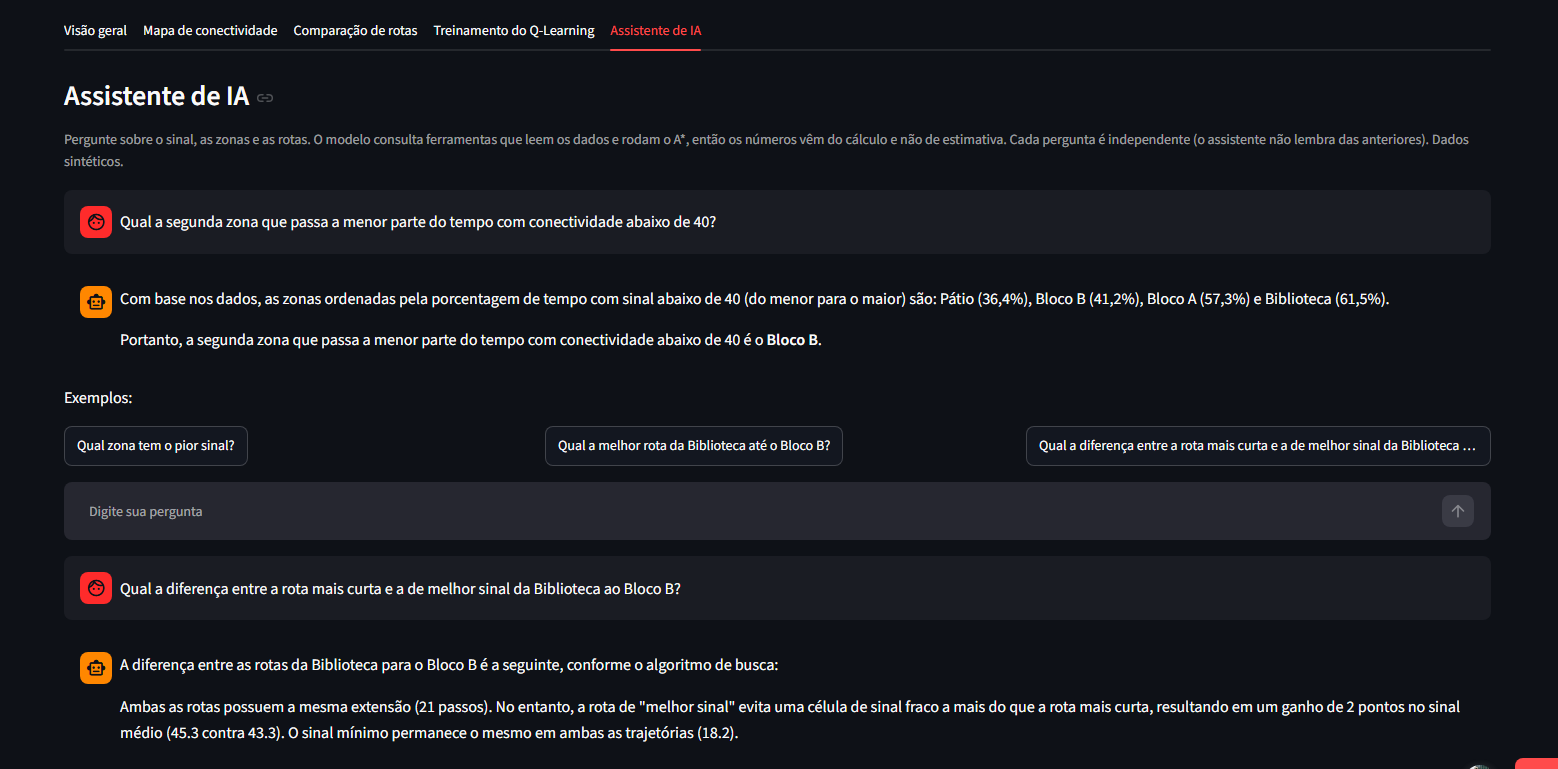 Visão geral Mapa de conectividade Comparação de rotas Treinamento do Q-Learning Assistente de IA
Assistente de IA
Pergunte sobre o sinal, as zonas e as rotas. O modelo consulta ferramentas que leem os dados e rodam o A*, então os números vêm do cálculo e não de estimativa. Cada pergunta é independente (o assistente não lembra das anteriores). Dados
sintéticos.
Qual a segunda zona que passa a menor parte do tempo com conectividade abaixo de 40?
Com base nos dados, as zonas ordenadas pela porcentagem de tempo com sinal abaixo de 40 (do menor para o maior) são: Pátio (36,4%), Bloco B (41,2%), Bloco A (57,3%) e Biblioteca (61,5%).
Portanto, a segunda zona que passa a menor parte do tempo com conectividade abaixo de 40 é o Bloco B.
Exemplos:
Qual zona tem o pior sinal? Qual a melhor rota da Biblioteca até o Bloco B? Qual a diferença entre a rota mais curta e a de melhor sinal da Biblioteca ...
Digite sua pergunta
Qual a diferença entre a rota mais curta e a de melhor sinal da Biblioteca ao Bloco B?
A diferença entre as rotas da Biblioteca para o Bloco B é a seguinte, conforme o algoritmo de busca:
Ambas as rotas possuem a mesma extensão (21 passos). No entanto, a rota de "melhor sinal" evita uma célula de sinal fraco a mais do que a rota mais curta, resultando em um ganho de 2 pontos no sinal
médio (45.3 contra 43.3). O sinal mínimo permanece o mesmo em ambas as trajetórias (18.2).